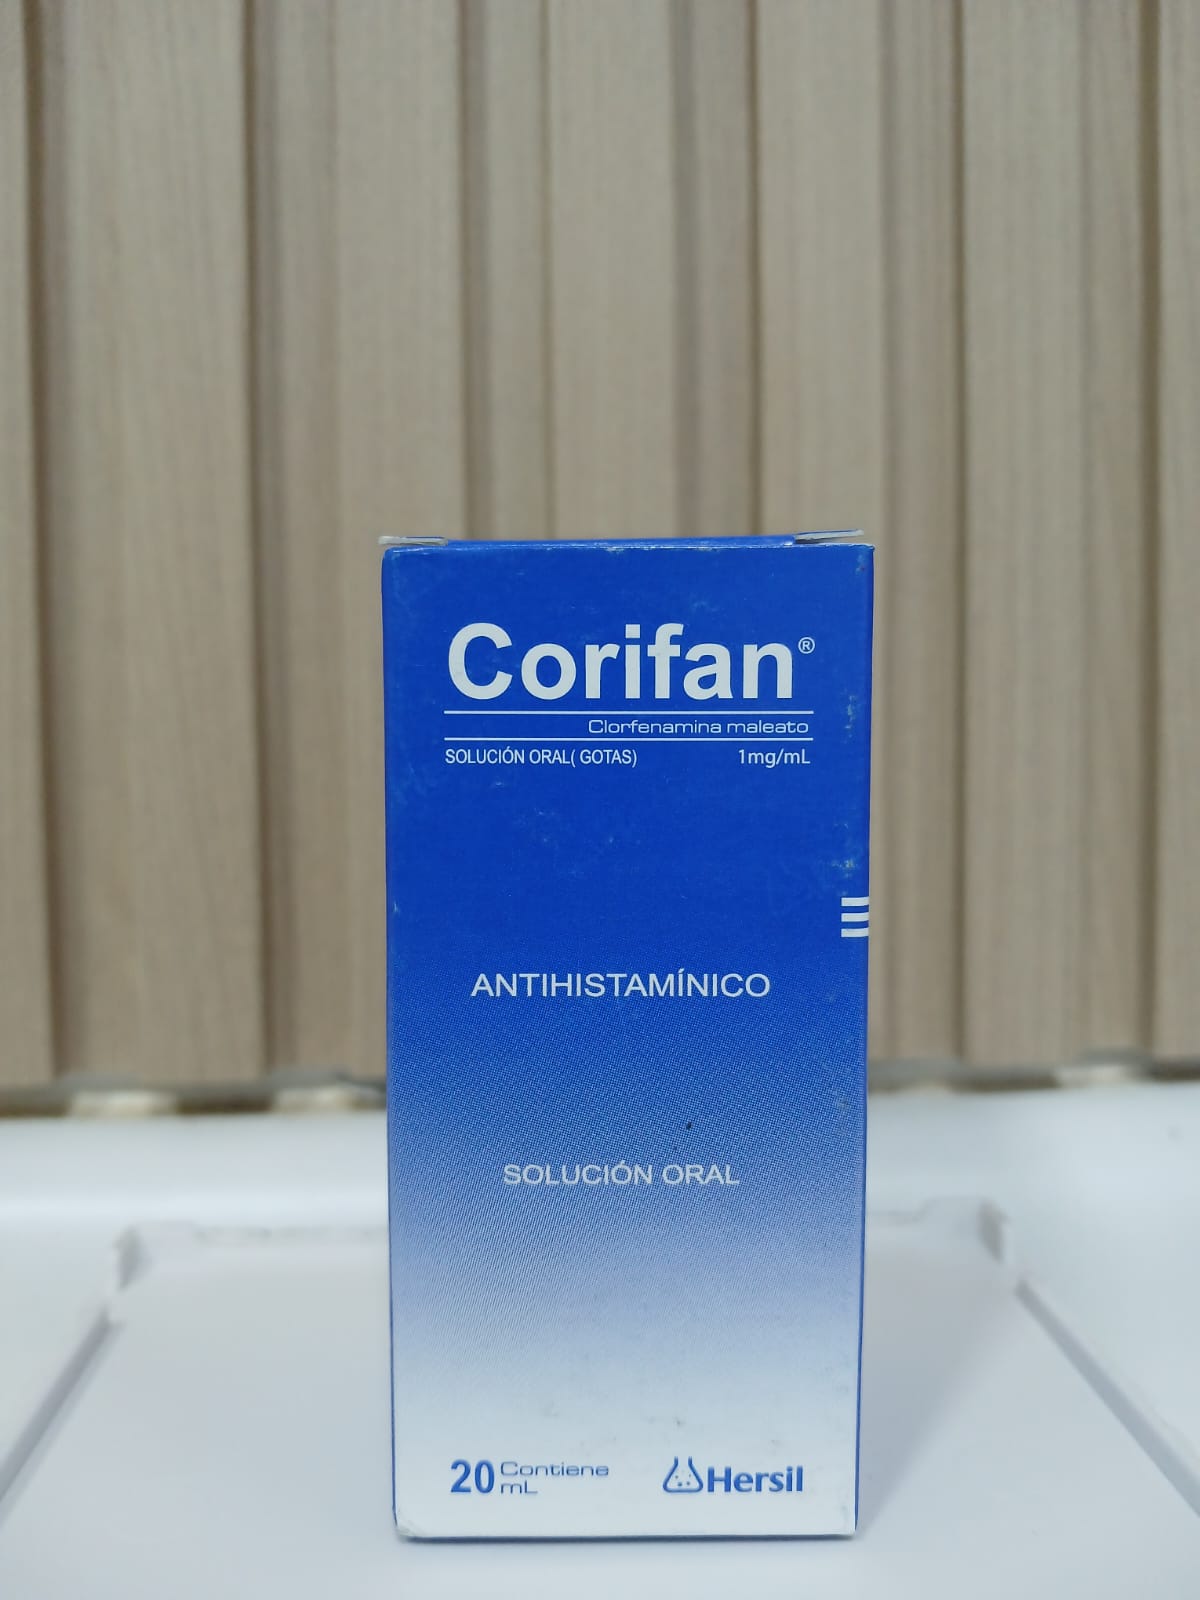 Corifan®
Clorfenamina maleato
SOLUCIÓN ORAL( GOTAS) 1mg/mL
ANTIHISTAMÍNICO
SOLUCIÓN ORAL
20 Contiene mL
Hersil